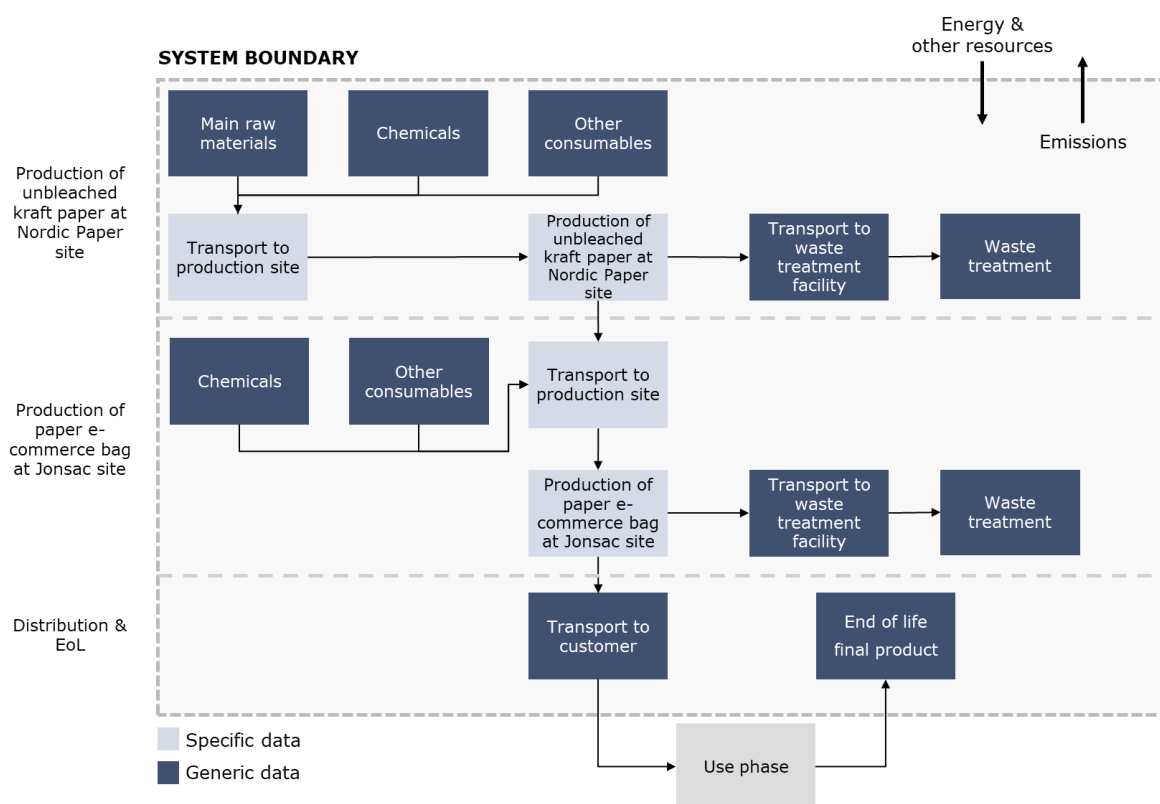 Energy &
other resources
SYSTEM BOUNDARY
Emissions
Production of
unbleached
kraft paper at
Nordic Paper
site
Main raw
materials
Chemicals
Other
consumables
Transport to
production site
Production of
unbleached
kraft paper at
Nordic Paper
site
Transport to
waste
treatment
facility
Waste
treatment
Production of
paper e-
commerce bag
at Jonsac site
Chemicals
Other
consumables
Transport to
production site
Production of
paper e-
commerce bag
at Jonsac site
Transport to
waste
treatment
facility
Waste
treatment
Distribution &
EoL
Transport to
customer
End of life
final product
Use phase
Specific data
Generic data